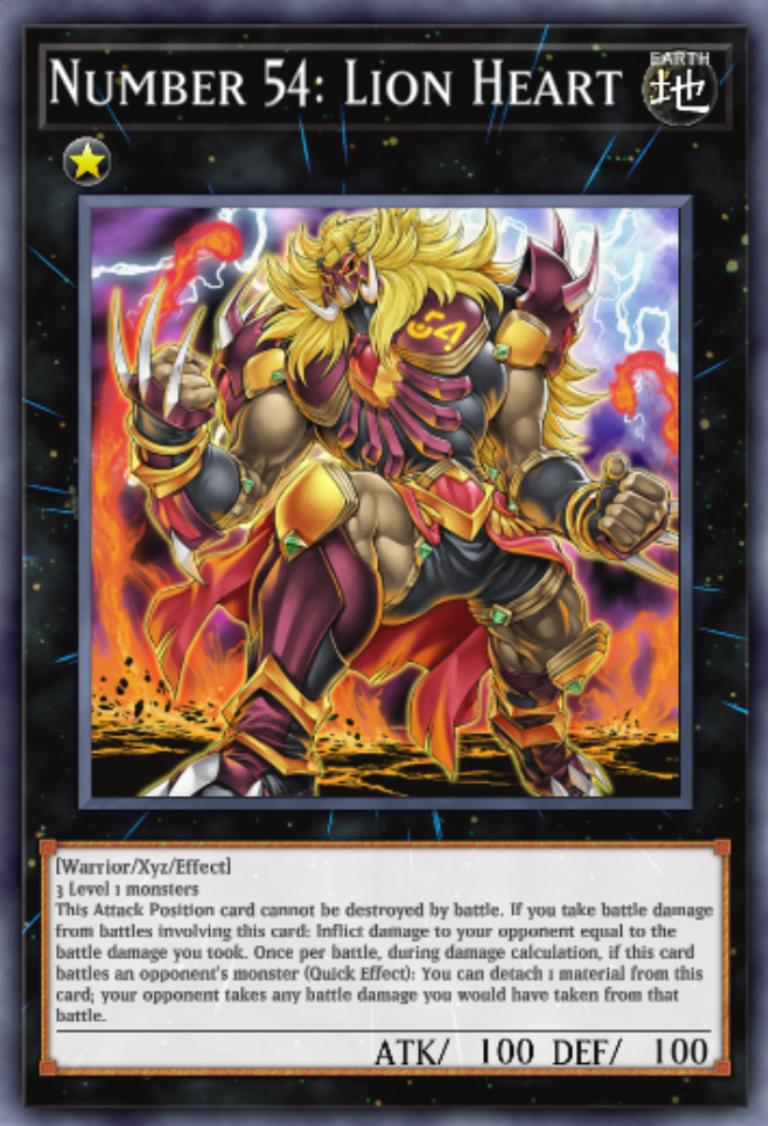 NUMBER 54: LION HEART
EARTH
地
54
[Warrior/Xyz/Effect]
3 Level 1 monsters
This Attack Position card cannot be destroyed by battle. If you take battle damage
from battles involving this card: Inflict damage to your opponent equal to the
battle damage you took. Once per battle, during damage calculation, if this card
battles an opponent's monster (Quick Effect): You can detach 1 material from this
card; your opponent takes any battle damage you would have taken from that
battle.
ATK/ 100 DEF/ 100